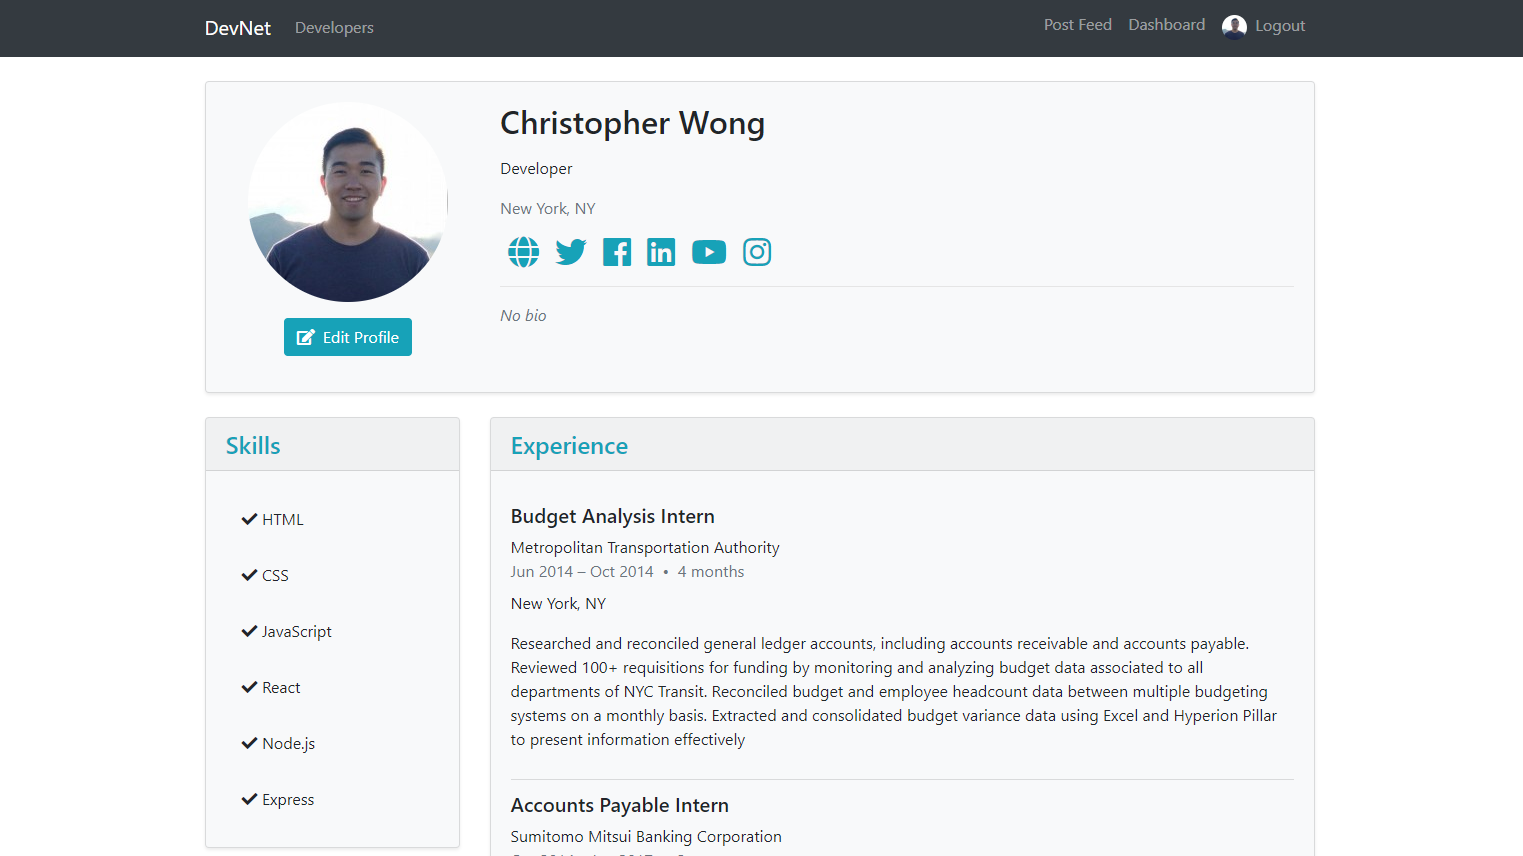 DevNet Developers Post Feed Dashboard Logout
Christopher Wong
Developer
New York, NY
No bio
Edit Profile
Skills
HTML
CSS
JavaScript
React
Node.js
Express
Experience
Budget Analysis Intern
Metropolitan Transportation Authority
Jun 2014 – Oct 2014 • 4 months
New York, NY
Researched and reconciled general ledger accounts, including accounts receivable and accounts payable.
Reviewed 100+ requisitions for funding by monitoring and analyzing budget data associated to all
departments of NYC Transit. Reconciled budget and employee headcount data between multiple budgeting
systems on a monthly basis. Extracted and consolidated budget variance data using Excel and Hyperion Pillar
to present information effectively
Accounts Payable Intern
Sumitomo Mitsui Banking Corporation